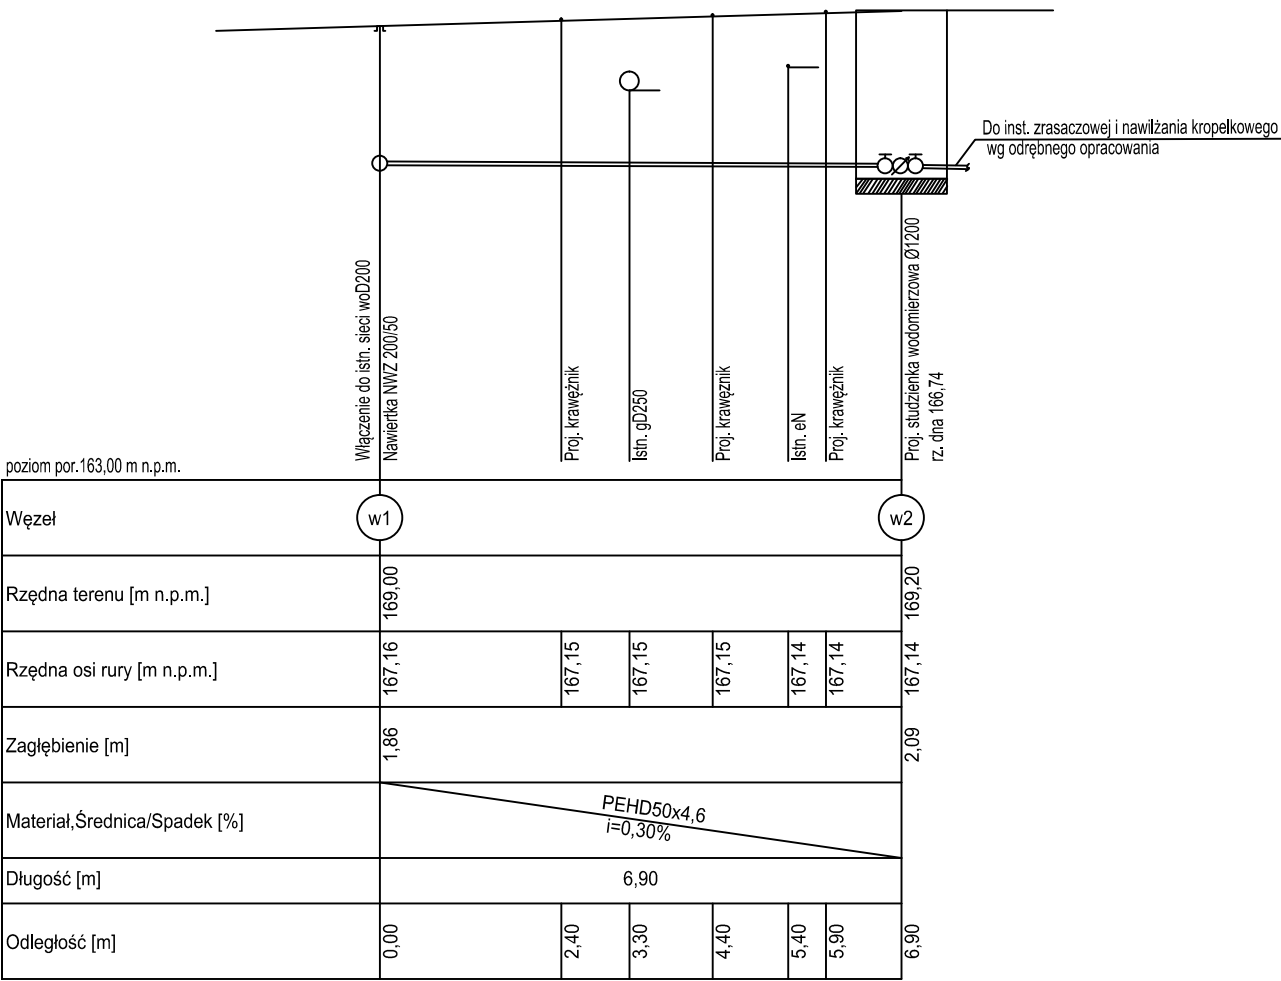 Do inst. zrasaczowej i nawilżania kropelkowego
wg odrębnego opracowania
Włączenie do istn. sieci woD200
Nawiertka NWZ 200/50
Proj. krawężnik
Istn. gD250
Proj. krawężnik
Istn. eN
Proj. krawężnik
Proj. studzienka wodomierzowa Ø1200
rz. dna 166,74
poziom por.163,00 m n.p.m.
Węzeł
w1
w2
Rzędna terenu [m n.p.m.]
169,00
169,20
Rzędna osi rury [m n.p.m.]
167,16
167,15
167,15
167,15
167,14
167,14
167,14
Zagłębienie [m]
1,86
2,09
Materiał,Średnica/Spadek [%]
PEHD50x4,6
i=0,30%
Długość [m]
6,90
Odległość [m]
0,00
2,40
3,30
4,40
5,40
5,90
6,90